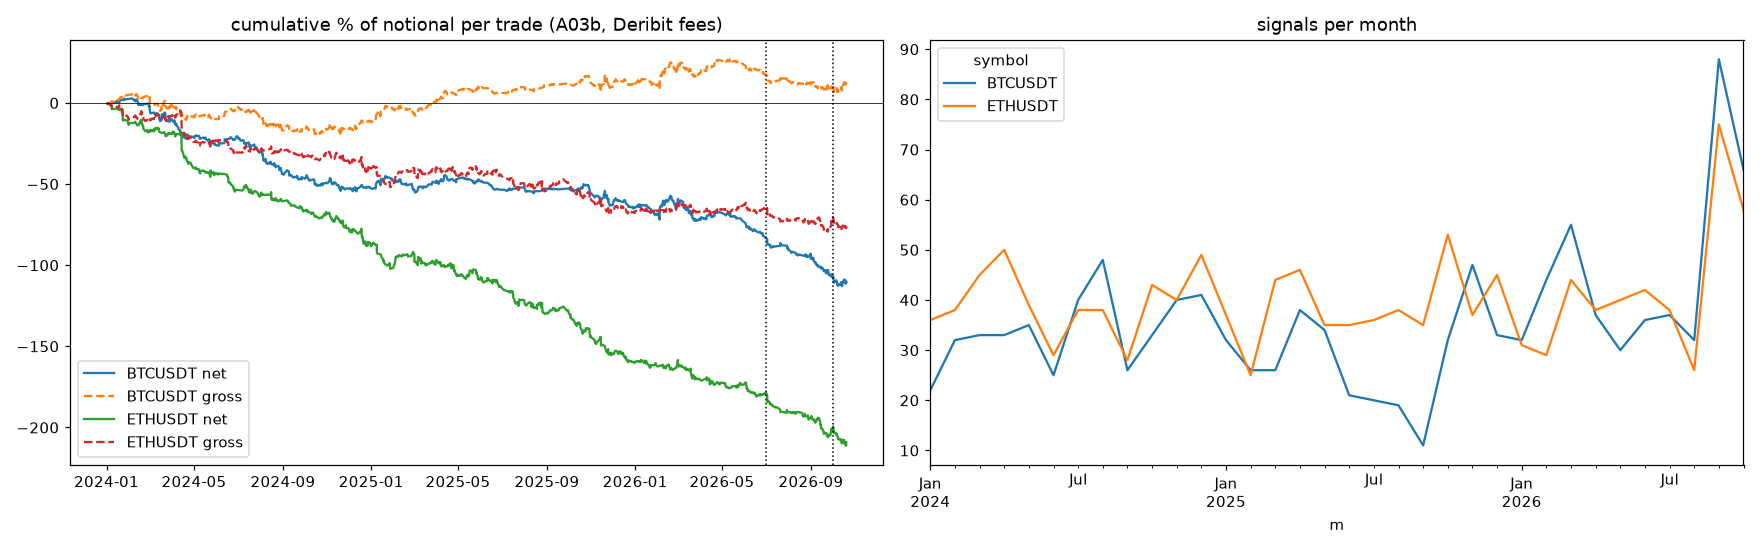 cumulative % of notional per trade (A03b, Deribit fees)
0
−50
−100
−150
−200
BTCUSDT net
BTCUSDT gross
ETHUSDT net
ETHUSDT gross
2024-01 2024-05 2024-09 2025-01 2025-05 2025-09 2026-01 2026-05 2026-09
signals per month
symbol
BTCUSDT
ETHUSDT
90
80
70
60
50
40
30
20
10
Jan Jul Jan Jul Jan Jul
2024 2025 2026
m